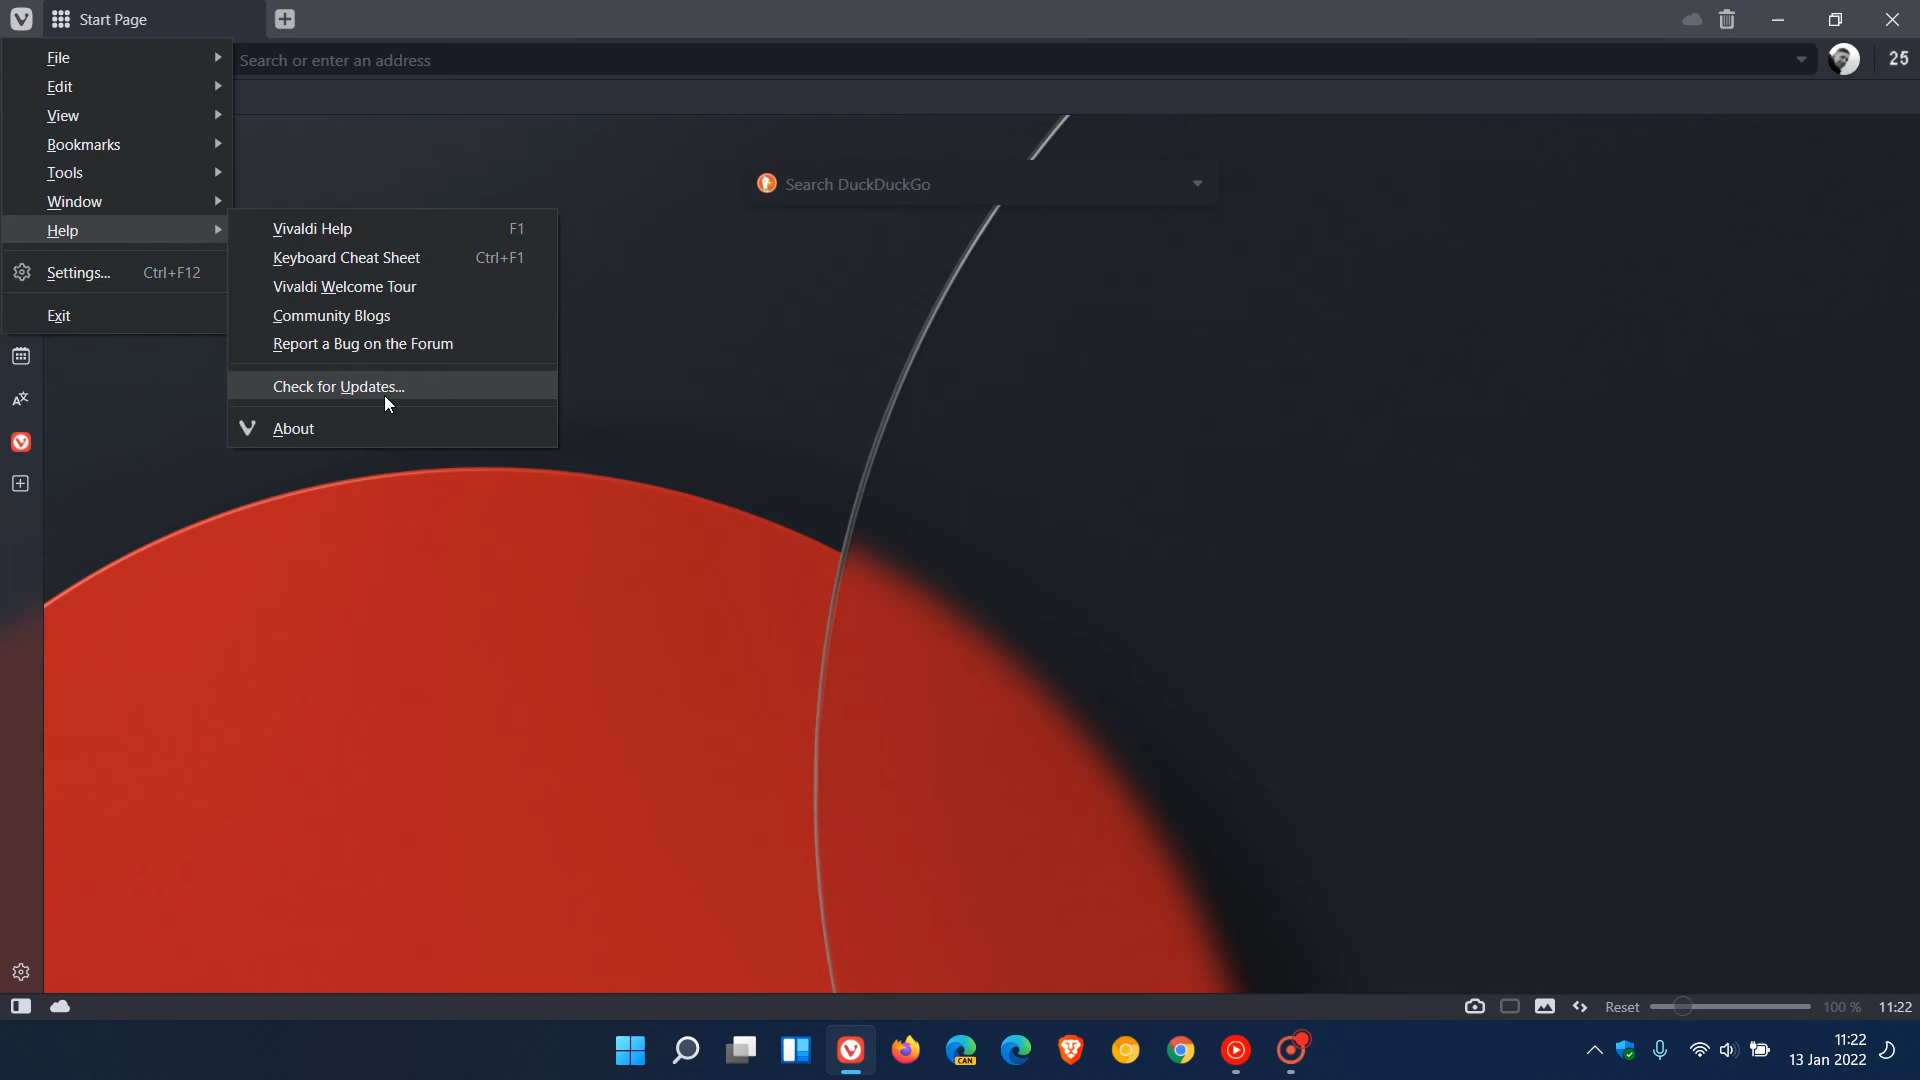 Start Page
File
Edit
View
Bookmarks
Tools
Window
Help
Settings... Ctrl+F12
Exit
Search or enter an address
25
Search DuckDuckGo
Vivaldi Help F1
Keyboard Cheat Sheet Ctrl+F1
Vivaldi Welcome Tour
Community Blogs
Report a Bug on the Forum
Check for Updates...
About
Reset 100 % 11:22
CAN
11:22
13 Jan 2022